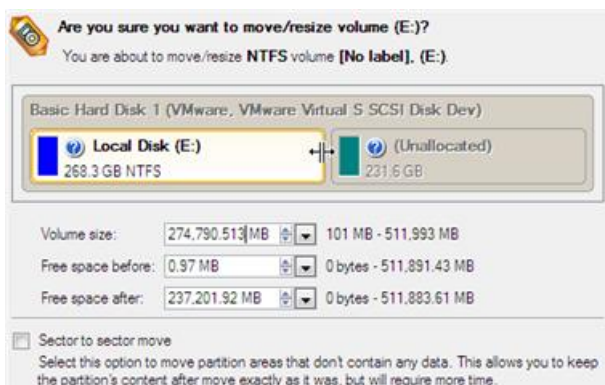 Are you sure you want to move/resize volume (E:)?
You are about to move/resize NTFS volume [No label], (E:).
Basic Hard Disk 1 (VMware, VMware Virtual S SCSI Disk Dev)
Local Disk (E:)
268.3 GB NTFS
(Unallocated)
231.6 GB
Volume size: 274,790.513 MB 101 MB - 511,993 MB
Free space before: 0.97 MB 0 bytes - 511,891.43 MB
Free space after: 237,201.92 MB 0 bytes - 511,883.61 MB
Sector to sector move
Select this option to move partition areas that don't contain any data. This allows you to keep
the partition's content after move exactly as it was, but will require more time.